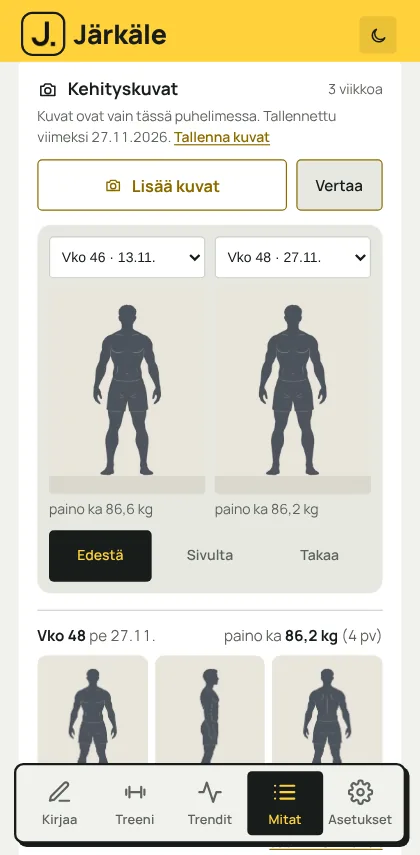 J. Järkäle
Kehityskuvat 3 viikkoa
Kuvat ovat vain tässä puhelimessa. Tallennettu
viimeksi 27.11.2026. Tallenna kuvat
Lisää kuvat Vertaa
Vko 46 · 13.11. Vko 48 · 27.11.
paino ka 86,6 kg paino ka 86,2 kg
Edestä Sivulta Takaa
Vko 48 pe 27.11. paino ka 86,2 kg (4 pv)
Kirjaa Treeni Trendit Mitat Asetukset